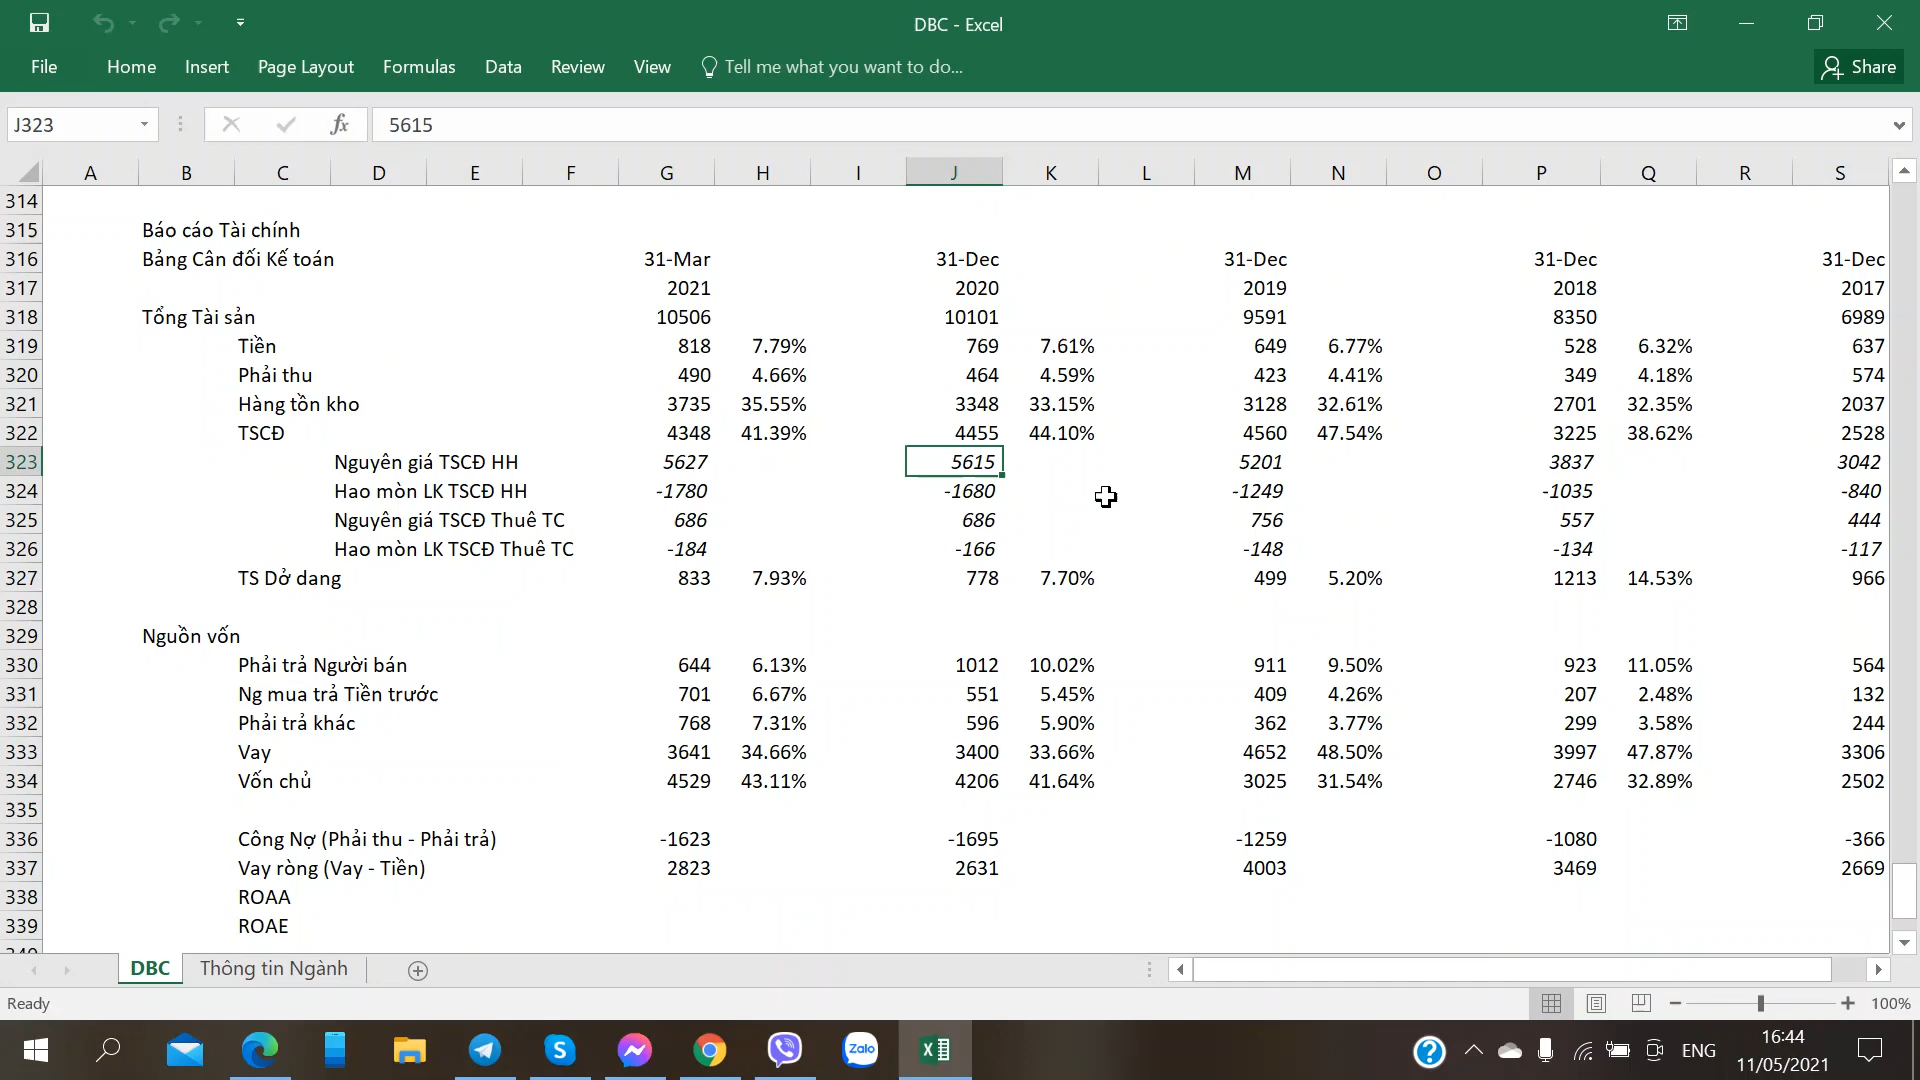 DBC - Excel
File Home Insert Page Layout Formulas Data Review View Tell me what you want to do... Share
J323 fx 5615
A B C D E F G H I J K L M N O P Q R S
314
315 Báo cáo Tài chính
316 Bảng Cân đối Kế toán 31-Mar 31-Dec 31-Dec 31-Dec 31-Dec
317 2021 2020 2019 2018 2017
318 Tổng Tài sản 10506 10101 9591 8350 6989
319 Tiền 818 7.79% 769 7.61% 649 6.77% 528 6.32% 637
320 Phải thu 490 4.66% 464 4.59% 423 4.41% 349 4.18% 574
321 Hàng tồn kho 3735 35.55% 3348 33.15% 3128 32.61% 2701 32.35% 2037
322 TSCĐ 4348 41.39% 4455 44.10% 4560 47.54% 3225 38.62% 2528
323 Nguyên giá TSCĐ HH 5627 5615 5201 3837 3042
324 Hao mòn LK TSCĐ HH -1780 -1680 -1249 -1035 -840
325 Nguyên giá TSCĐ Thuê TC 686 686 756 557 444
326 Hao mòn LK TSCĐ Thuê TC -184 -166 -148 -134 -117
327 TS Dở dang 833 7.93% 778 7.70% 499 5.20% 1213 14.53% 966
328
329 Nguồn vốn
330 Phải trả Người bán 644 6.13% 1012 10.02% 911 9.50% 923 11.05% 564
331 Ng mua trả Tiền trước 701 6.67% 551 5.45% 409 4.26% 207 2.48% 132
332 Phải trả khác 768 7.31% 596 5.90% 362 3.77% 299 3.58% 244
333 Vay 3641 34.66% 3400 33.66% 4652 48.50% 3997 47.87% 3306
334 Vốn chủ 4529 43.11% 4206 41.64% 3025 31.54% 2746 32.89% 2502
335
336 Công Nợ (Phải thu - Phải trả) -1623 -1695 -1259 -1080 -366
337 Vay ròng (Vay - Tiền) 2823 2631 4003 3469 2669
338 ROAA
339 ROAE
DBC Thông tin Ngành
Ready 100%
Zalo ENG 16:44
11/05/2021